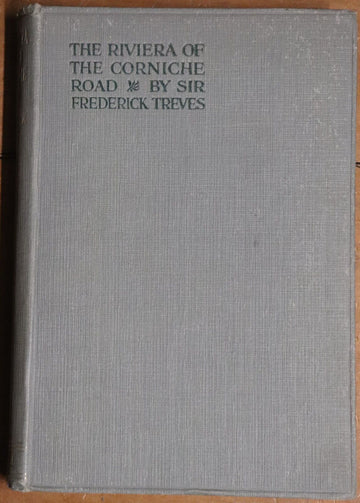 THE RIVIERA OF
THE CORNICHE
ROAD BY SIR
FREDERICK TREVES